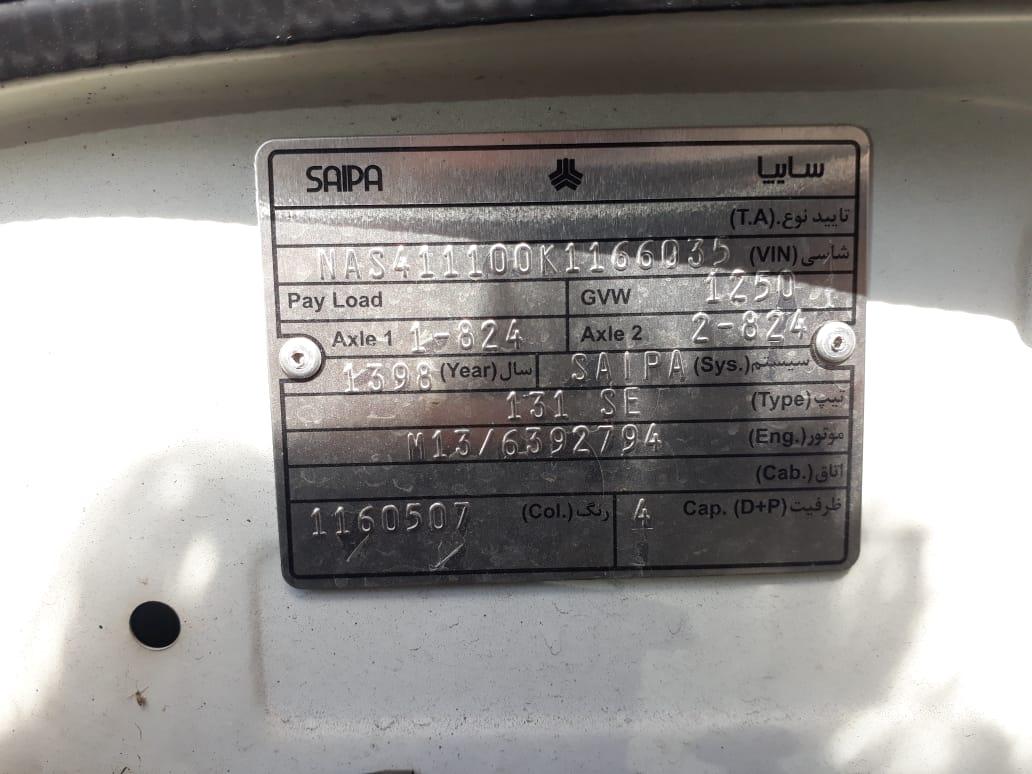 SAIPA سایپا
تایید نوع.(T.A)
شاسی (VIN) NAS411100K1166035
Pay Load GVW 1250
Axle 1 1-824 Axle 2 2-824
سال (Year) 1398 سیستم (Sys.) SAIPA
تیپ (Type) 131 SE
موتور (Eng.) M13/6392794
اتاق (Cab.)
رنگ (Col.) 1160507 ظرفیت Cap. (D+P) 4